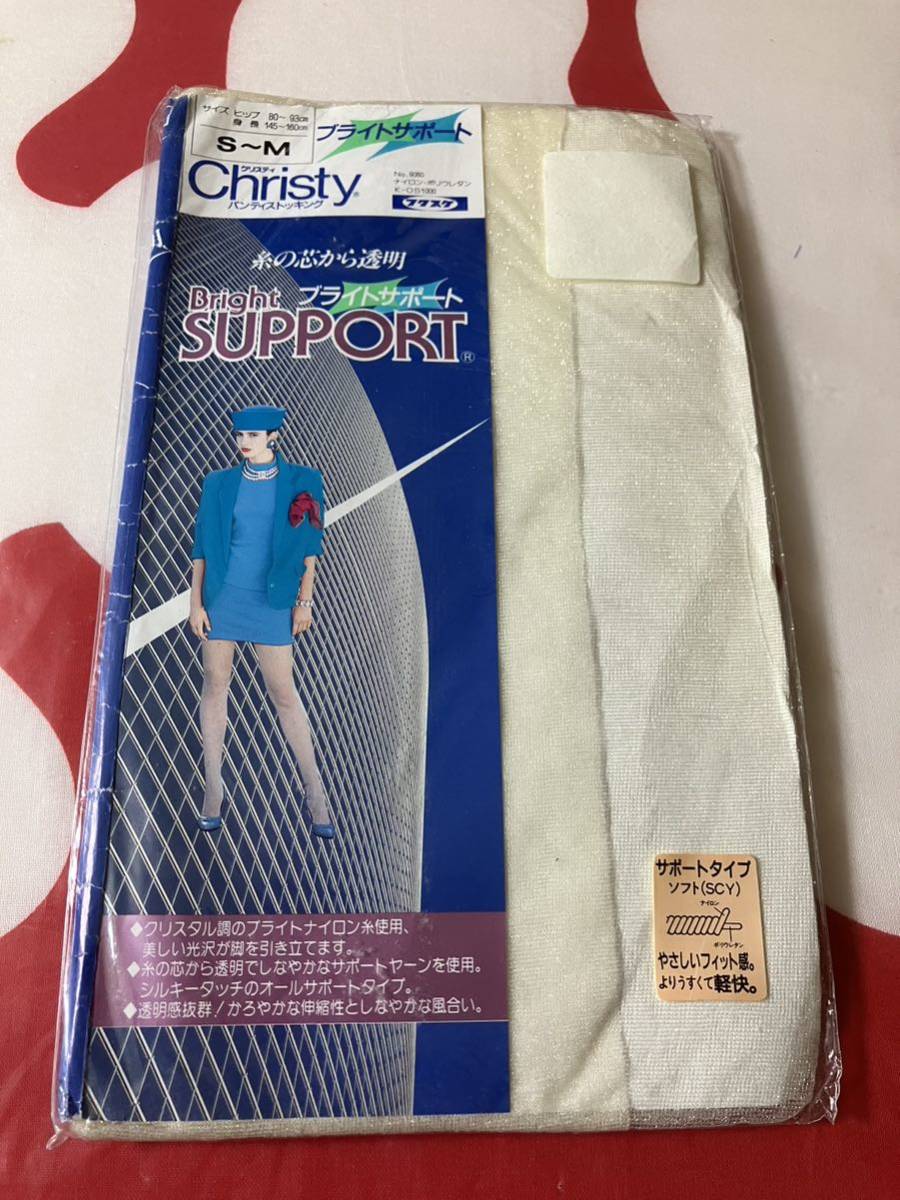 サイズ ヒップ 80〜93cm
身長 145〜160cm
S〜M
ブライトサポート
クリスティ
Christy®
パンティストッキング
ナイロン・ポリウレタン
フクスケ
糸の芯から透明
Bright ブライトサポート
SUPPORT®
◆クリスタル調のブライトナイロン糸使用、
美しい光沢が脚を引き立てます。
◆糸の芯から透明でしなやかなサポートヤーンを使用。
シルキータッチのオールサポートタイプ。
◆透明感抜群!かろやかな伸縮性としなやかな風合い。
サポートタイプ
ソフト(SCY)
ナイロン
ポリウレタン
やさしいフィット感。
よりうすくて軽快。